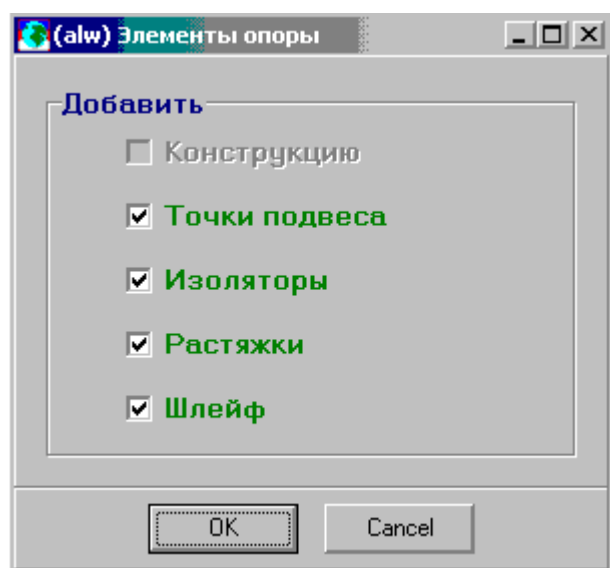 (alw) Элементы опоры
Добавить
Конструкцию
Точки подвеса
Изоляторы
Растяжки
Шлейф
OK Cancel